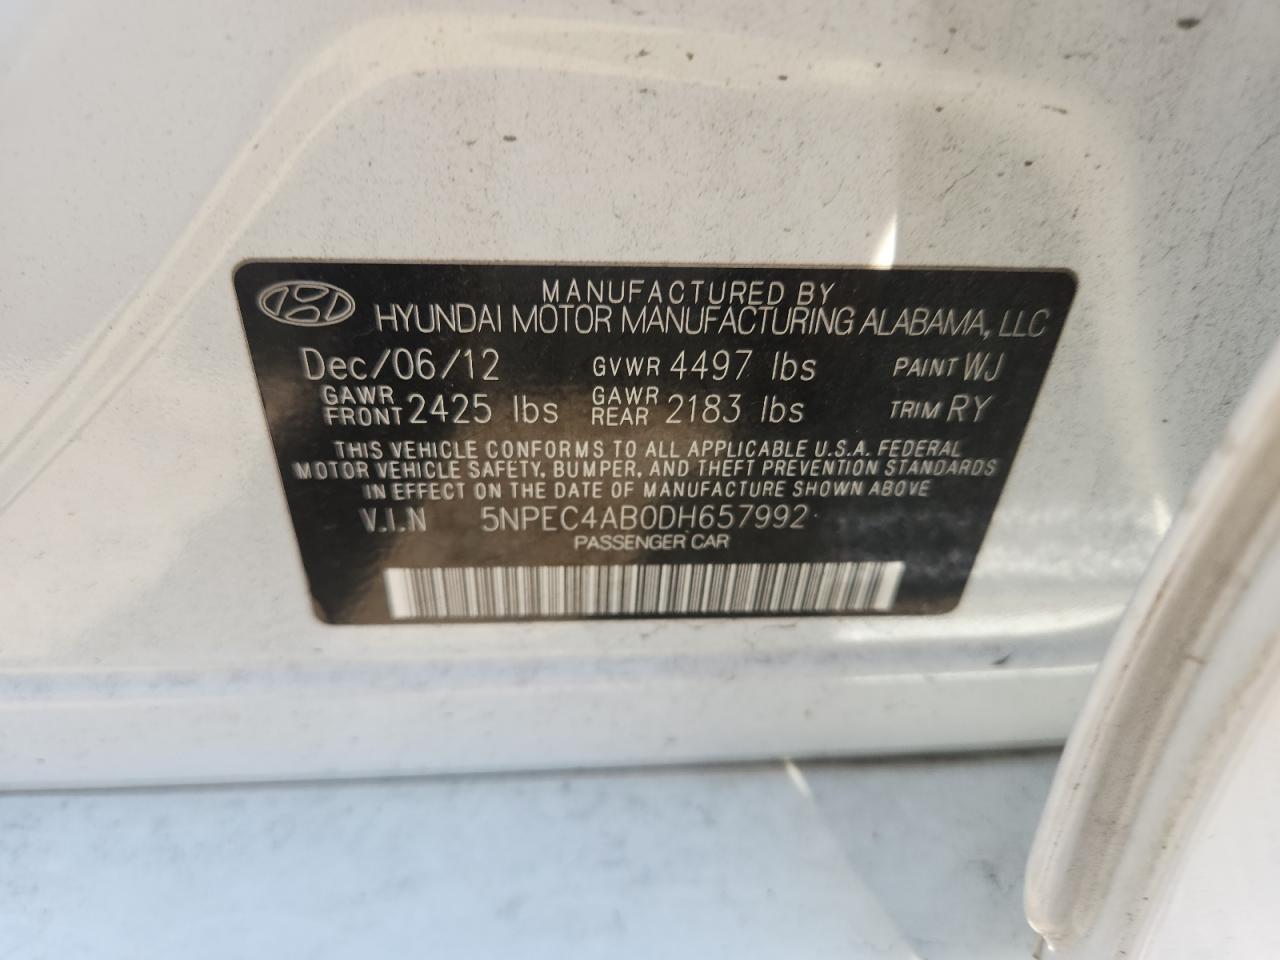 MANUFACTURED BY
HYUNDAI MOTOR MANUFACTURING ALABAMA, LLC
Dec/06/12 GVWR 4497 lbs PAINT WJ
GAWR FRONT 2425 lbs GAWR REAR 2183 lbs TRIM RY
THIS VEHICLE CONFORMS TO ALL APPLICABLE U.S.A. FEDERAL
MOTOR VEHICLE SAFETY, BUMPER, AND THEFT PREVENTION STANDARDS
IN EFFECT ON THE DATE OF MANUFACTURE SHOWN ABOVE
V.I.N 5NPEC4AB0DH657992
PASSENGER CAR